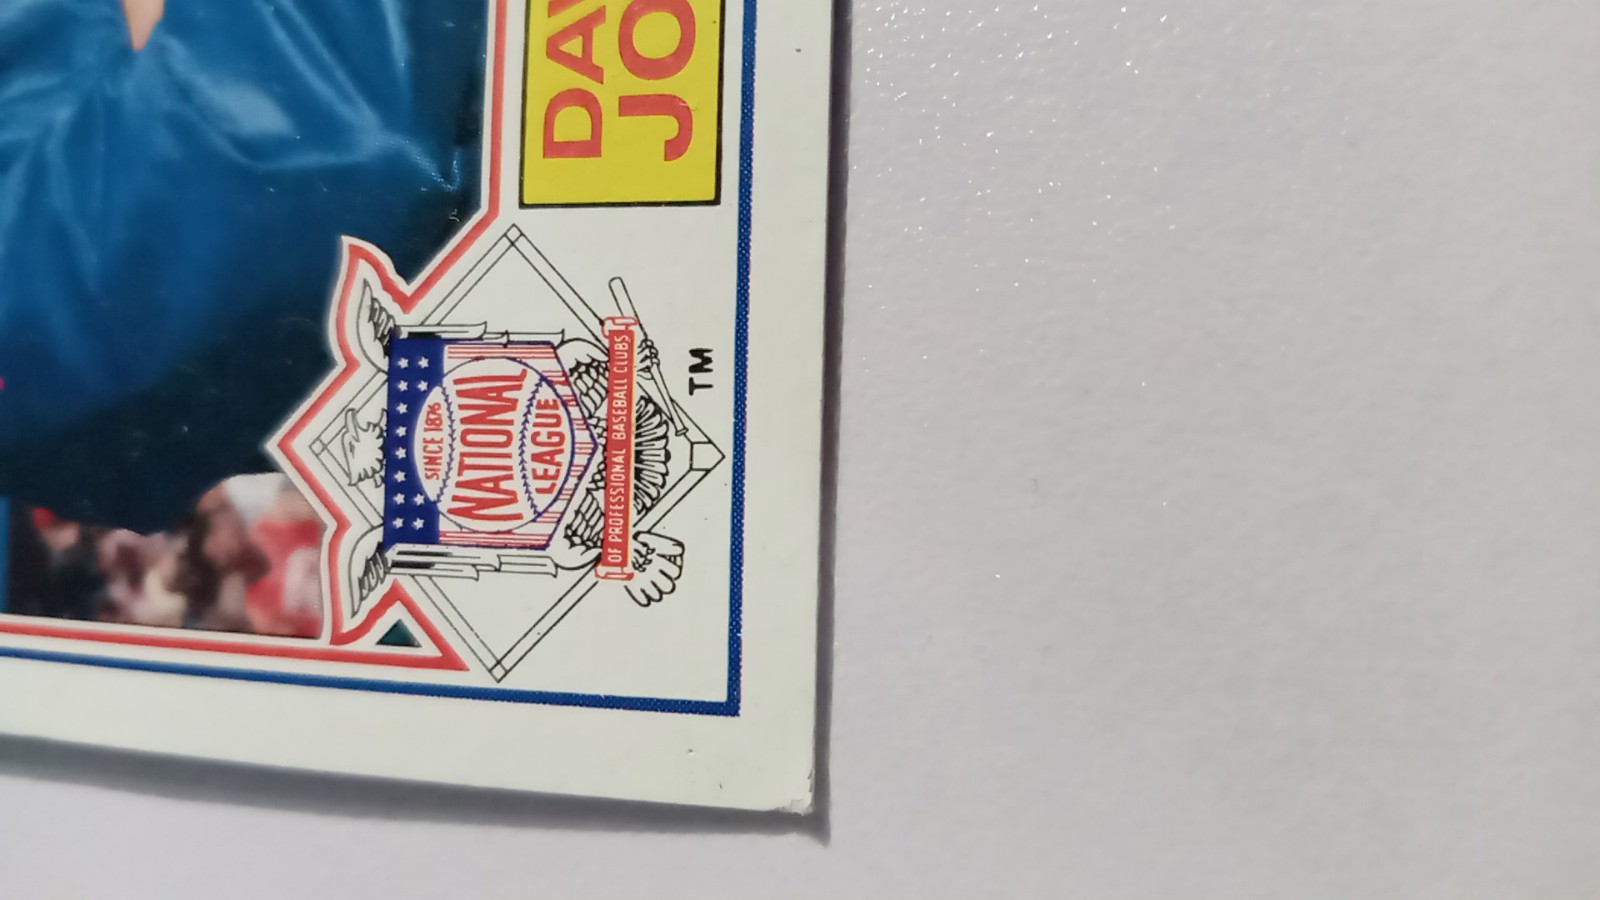 DAV
JO
SINCE 1876
NATIONAL
LEAGUE
OF PROFESSIONAL BASEBALL CLUBS
TM